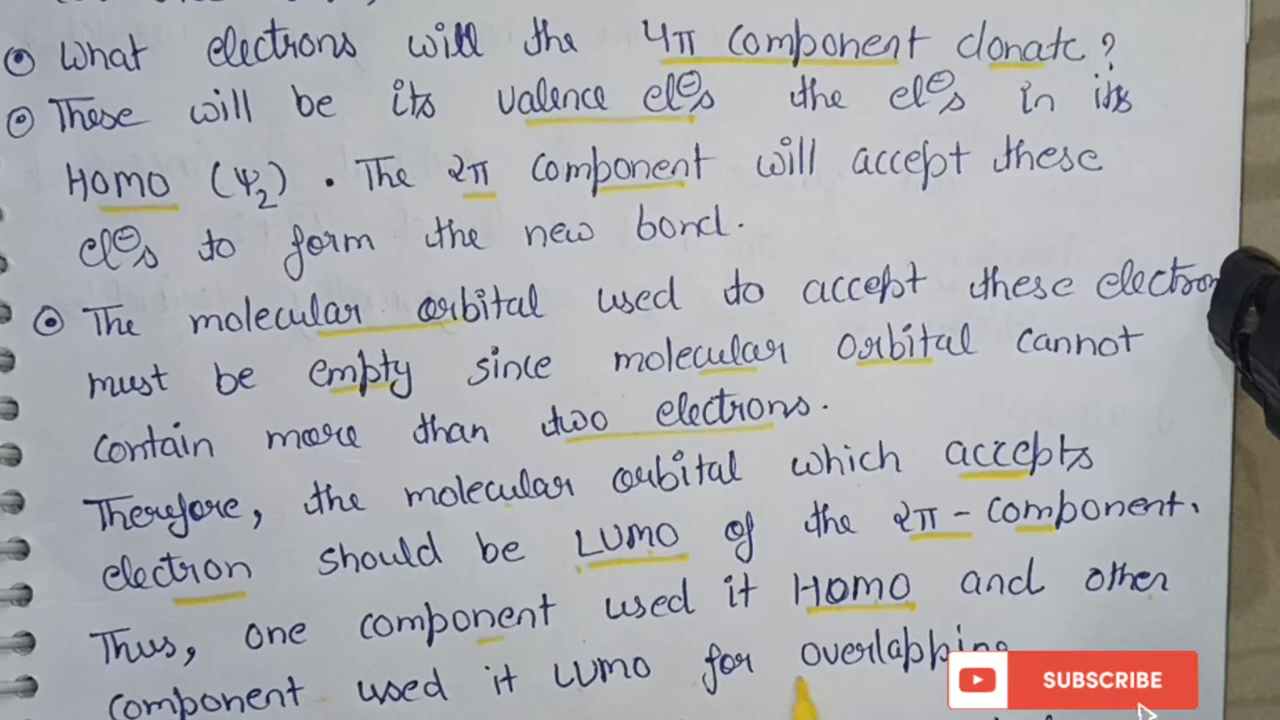 What electrons will the 4π component donate?
These will be its valence el⊖s the el⊖s in its
HOMO (Ψ2). The 2π component will accept these
el⊖s to form the new bond.
The molecular orbital used to accept these electron
must be empty since molecular orbital cannot
contain more than two electrons.
Therefore, the molecular orbital which accepts
electron should be LUMO of the 2π-component.
Thus, one component used it HOMO and other
component used it LUMO for overlapping
SUBSCRIBE